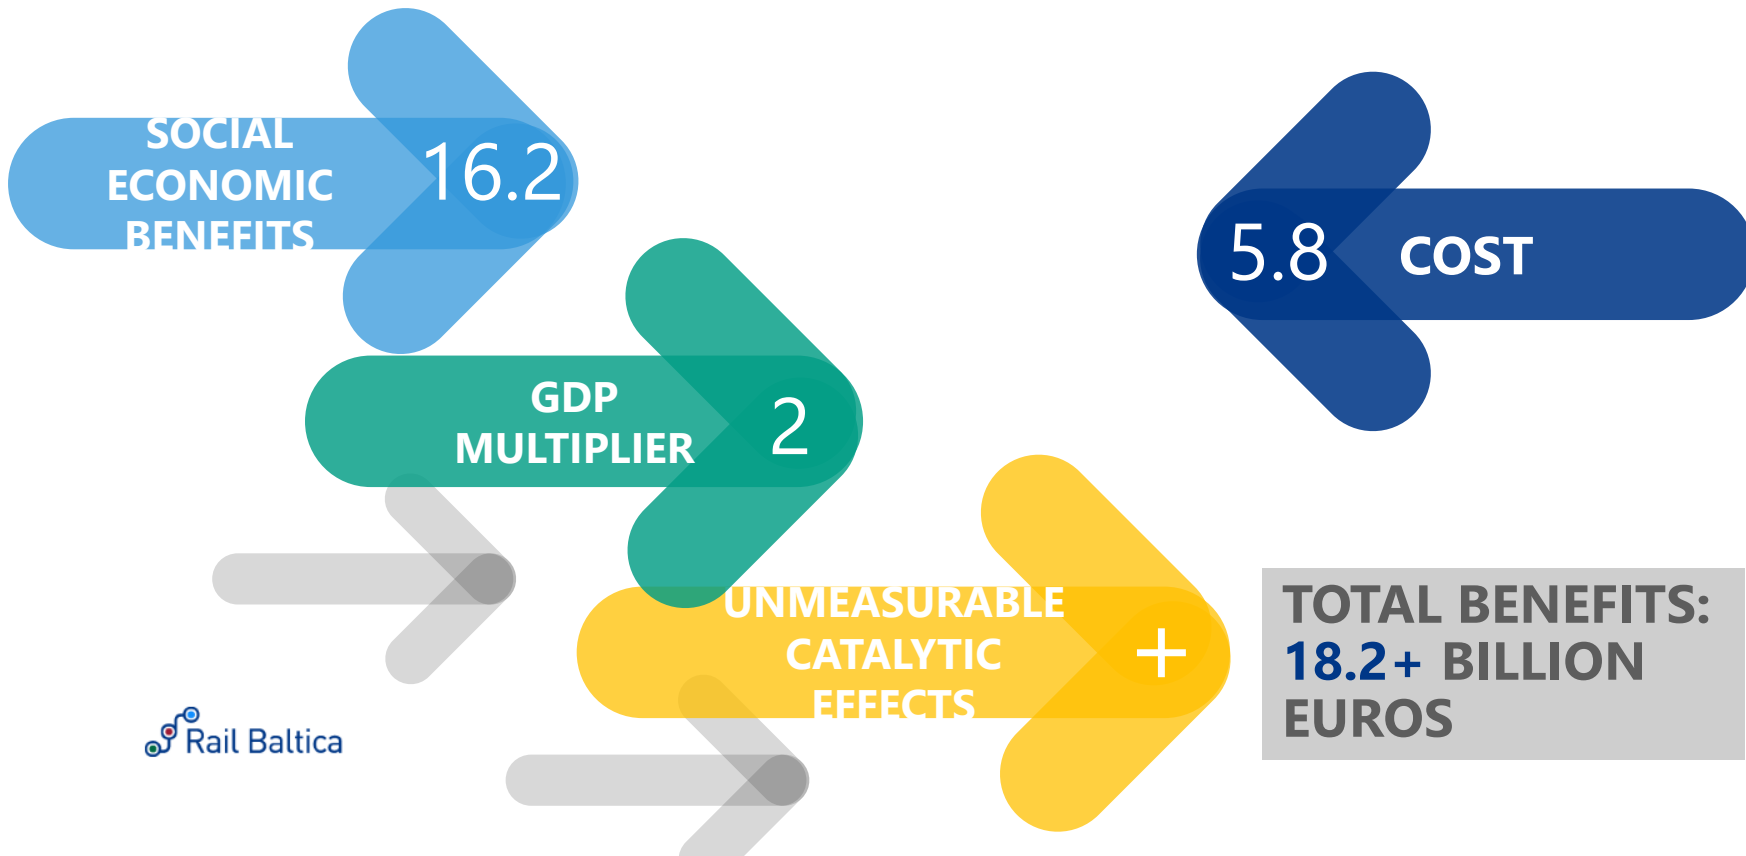 SOCIAL
ECONOMIC
BENEFITS
16.2
5.8
COST
GDP
MULTIPLIER
2
UNMEASURABLE
CATALYTIC
EFFECTS
+
TOTAL BENEFITS:
18.2+ BILLION
EUROS
Rail Baltica